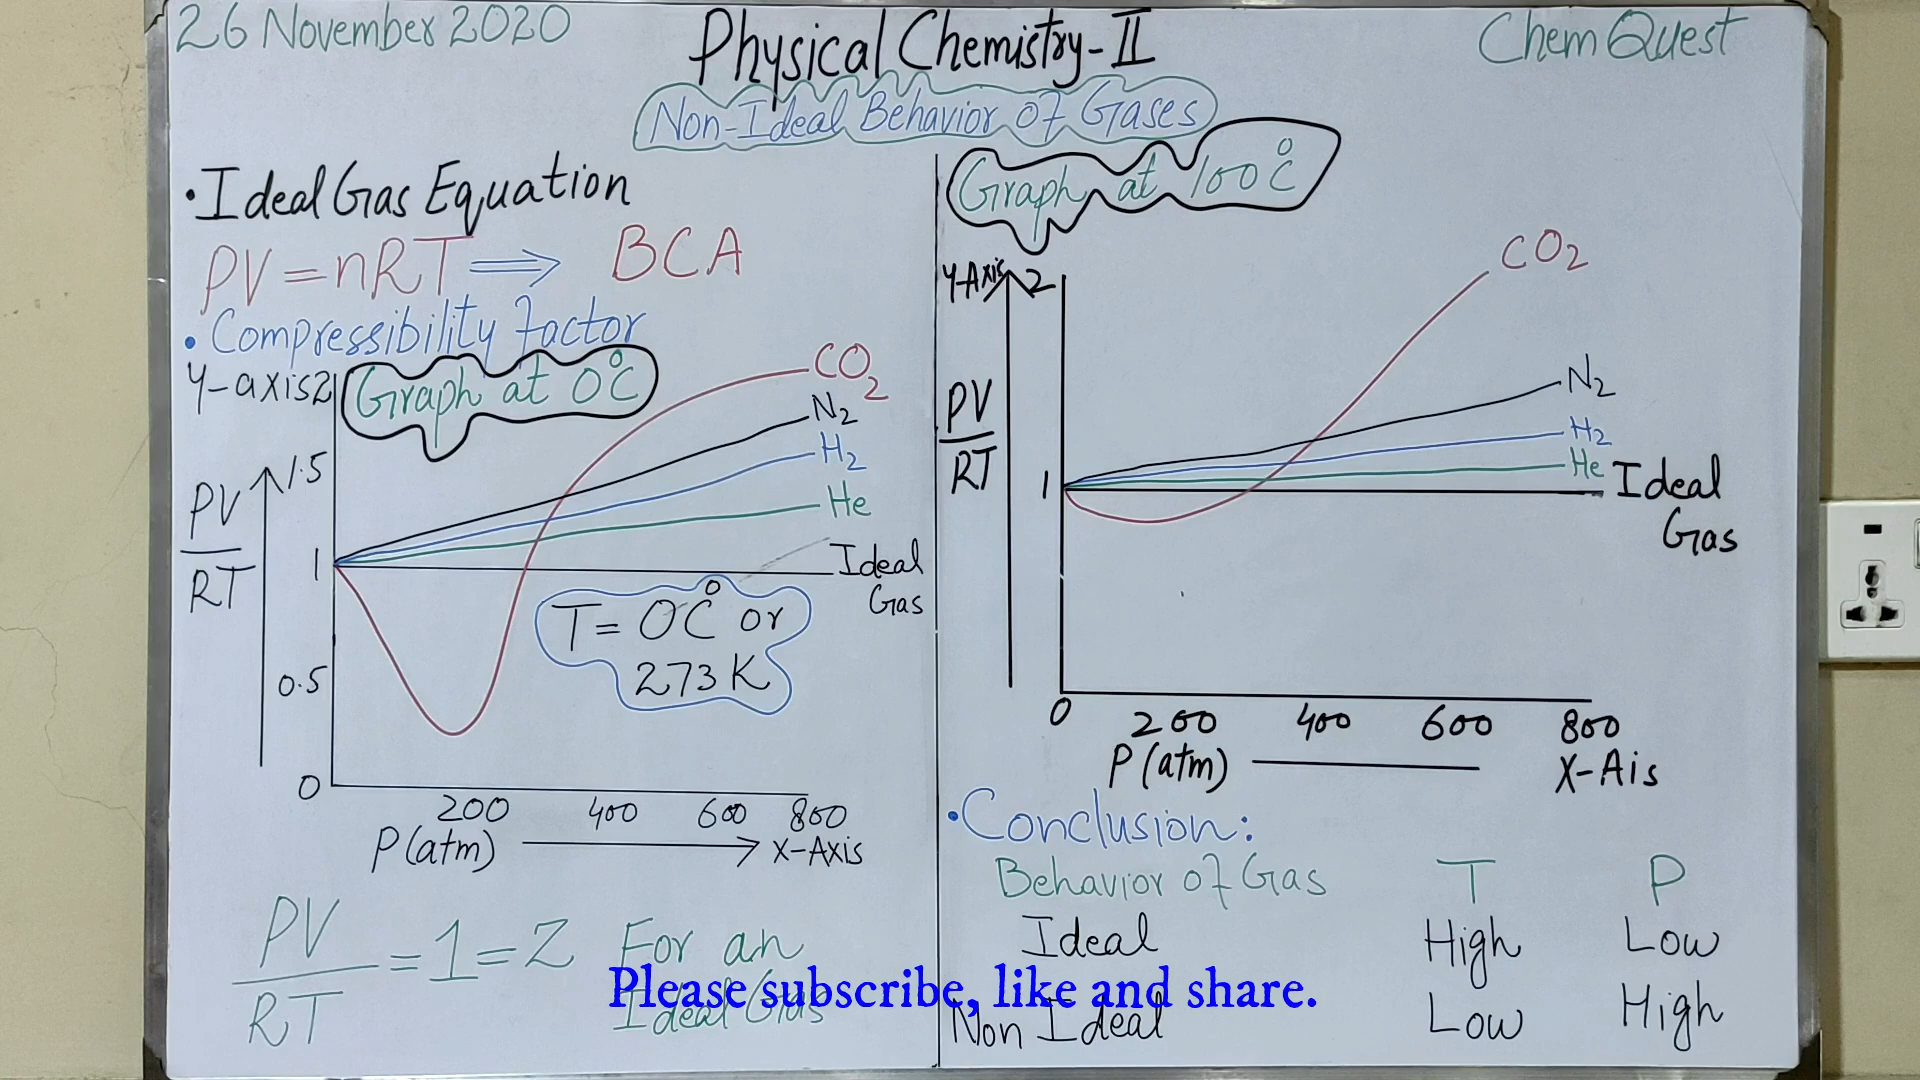 26 November 2020
Physical Chemistry-II
Chem Quest
Non-Ideal Behavior of Gases
• Ideal Gas Equation
PV = nRT ⇒ BCA
• Compressibility Factor
Y-axis
Graph at 0°C
2
1.5
1
0.5
0
PV
RT
CO2
N2
H2
He
Ideal
Gas
T = 0°C or
273 K
200 400 600 800
P(atm) X-Axis
PV/RT = 1 = Z For an
Ideal Gas
Graph at 100°C
Y-Axis 2
1
PV
RT
CO2
N2
H2
He
Ideal
Gas
0 200 400 600 800
P(atm) X-Ais
• Conclusion:
Behavior of Gas T P
Ideal High Low
Non Ideal Low High
Please subscribe, like and share.